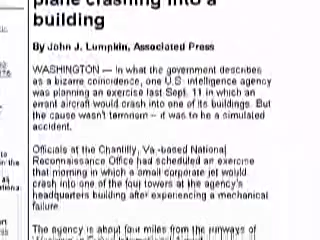 plane crashing into a
building
By John J. Lumpkin, Associated Press
WASHINGTON — In what the government describes
as a bizarre coincidence, one U.S. intelligence agency
was planning an exercise last Sept. 11 in which an
errant aircraft would crash into one of its buildings. But
the cause wasn't terrorism – it was to be a simulated
accident.
Officials at the Chantilly, Va.-based National
Reconnaissance Office had scheduled an exercise
that morning in which a small corporate jet would
crash into one of the four towers at the agency's
headquarters building after experiencing a mechanical
failure.
The agency is about four miles from the runways of